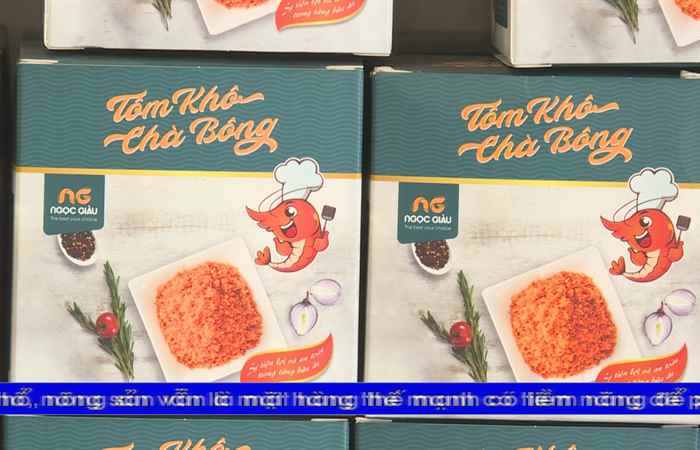 Tôm Khô
Chà Bông
NG
NGỌC GIÀU
The best your choice
Tôm Khô
Chà Bông
NG
NGỌC GIÀU
The best your choice
nông sản vẫn là mặt hàng thế mạnh có tiềm năng để